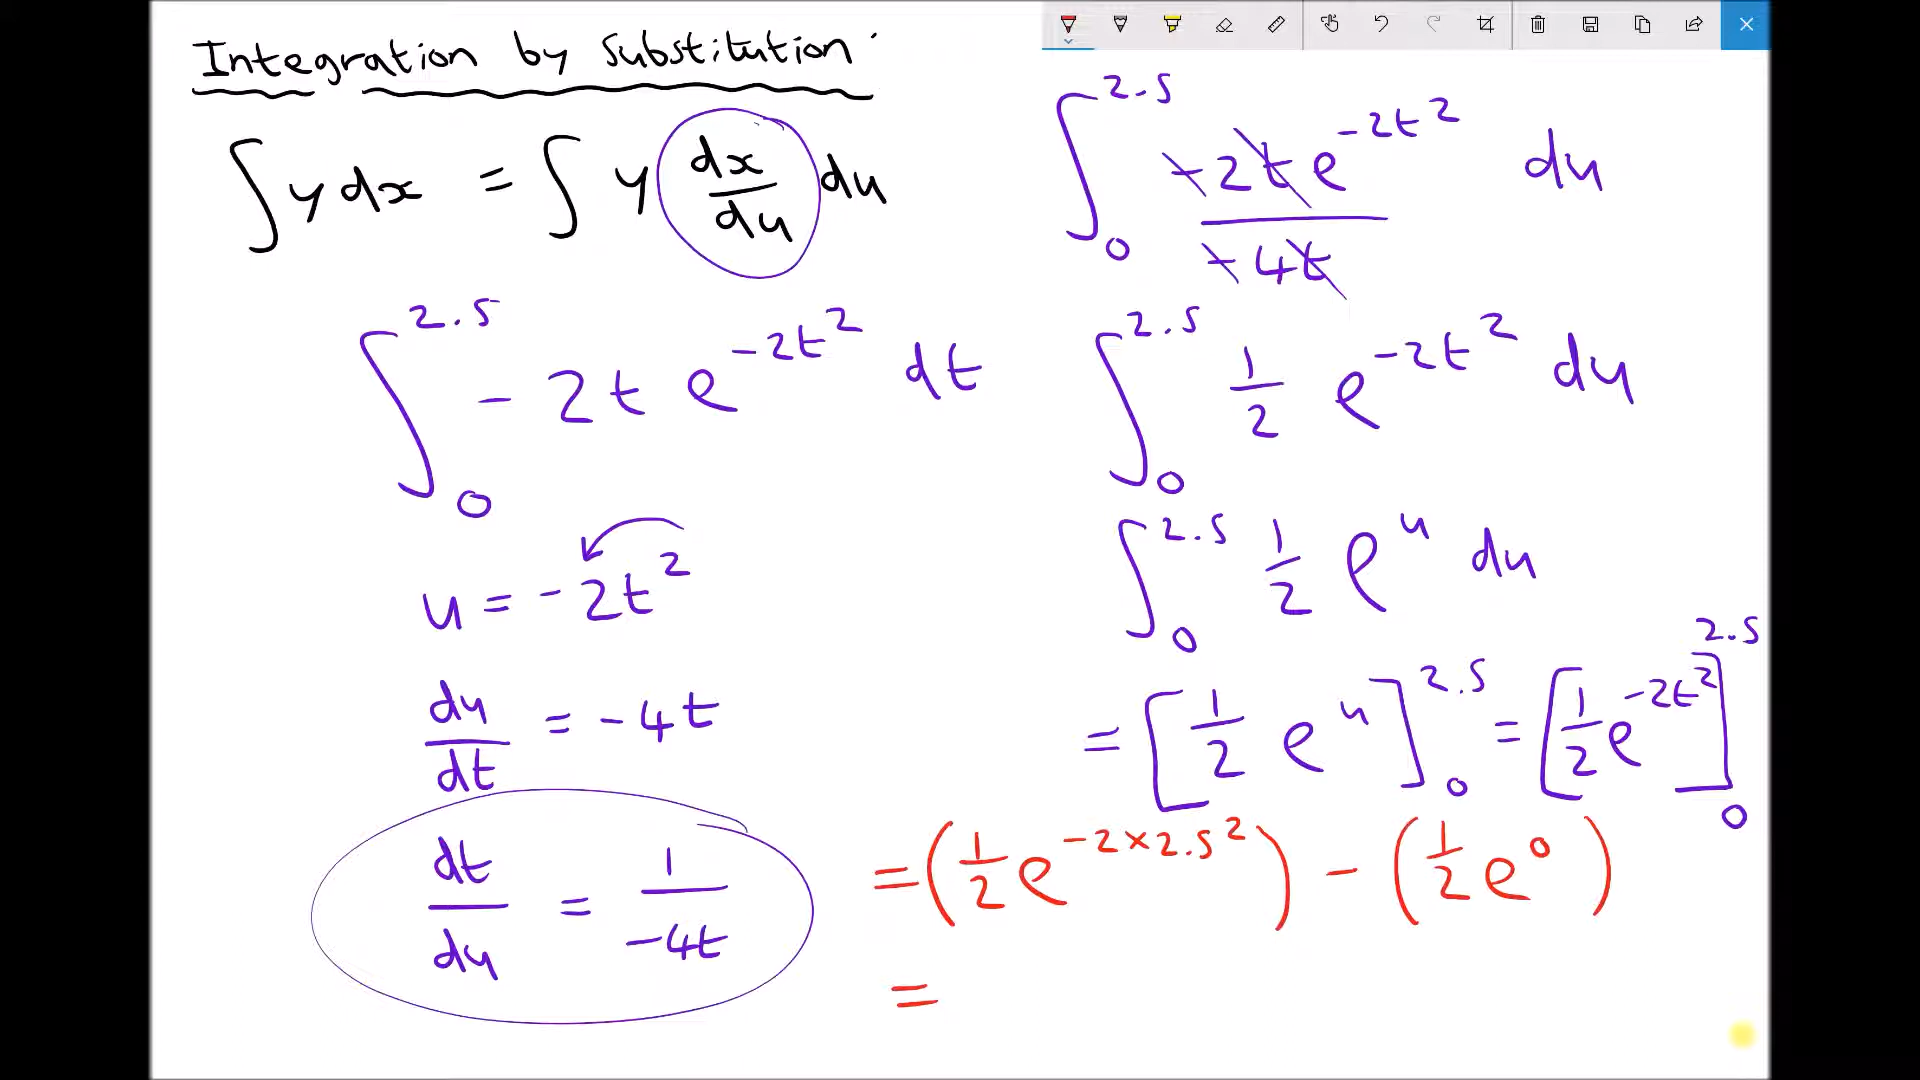 Integration by substitution:
∫ y dx = ∫ y dx/du du
∫₀^2.5 -2t e^(-2t²) dt
u = -2t²
du/dt = -4t
dt/du = 1/-4t
∫₀^2.5 -2t e^(-2t²) / -4t du
∫₀^2.5 1/2 e^(-2t²) du
∫₀^2.5 1/2 e^u du
= [1/2 e^u]₀^2.5 = [1/2 e^(-2t²)]₀^2.5
= (1/2 e^(-2×2.5²)) - (1/2 e^0)
=